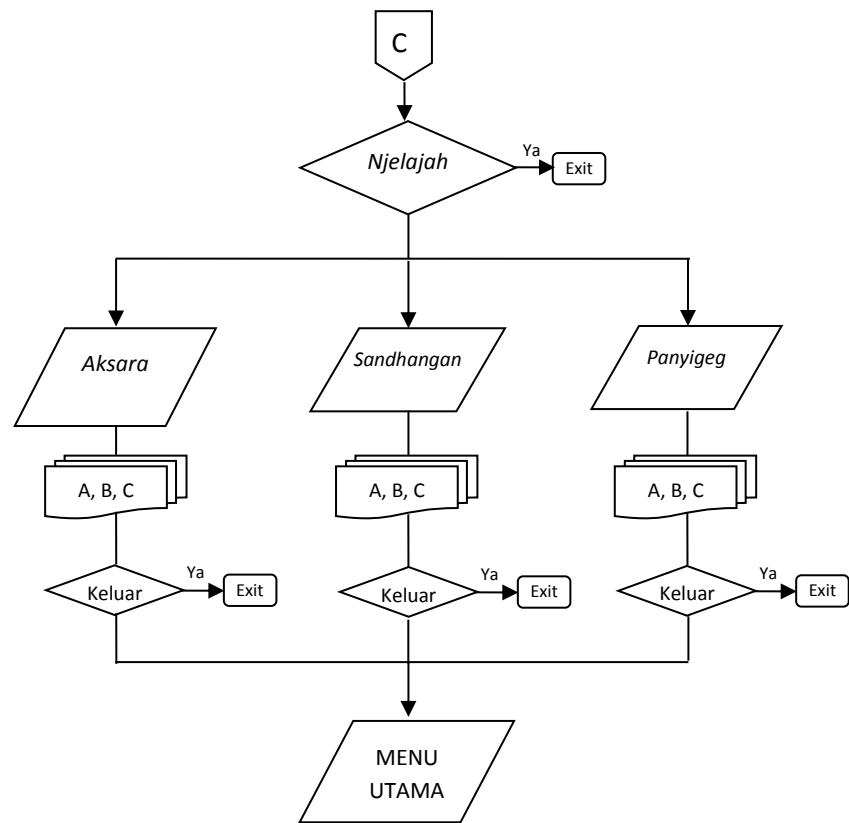 C
Njelajah
Ya
Exit
Aksara
Sandhangan
Panyigeg
A, B, C
A, B, C
A, B, C
Keluar
Ya
Exit
Keluar
Ya
Exit
Keluar
Ya
Exit
MENU
UTAMA